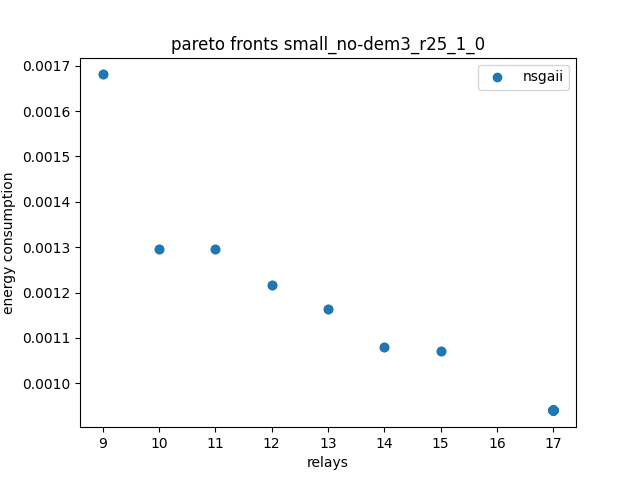 pareto fronts small_no-dem3_r25_1_0
nsgaii
0.0017
0.0016
0.0015
0.0014
0.0013
0.0012
0.0011
0.0010
energy consumption
9 10 11 12 13 14 15 16 17
relays